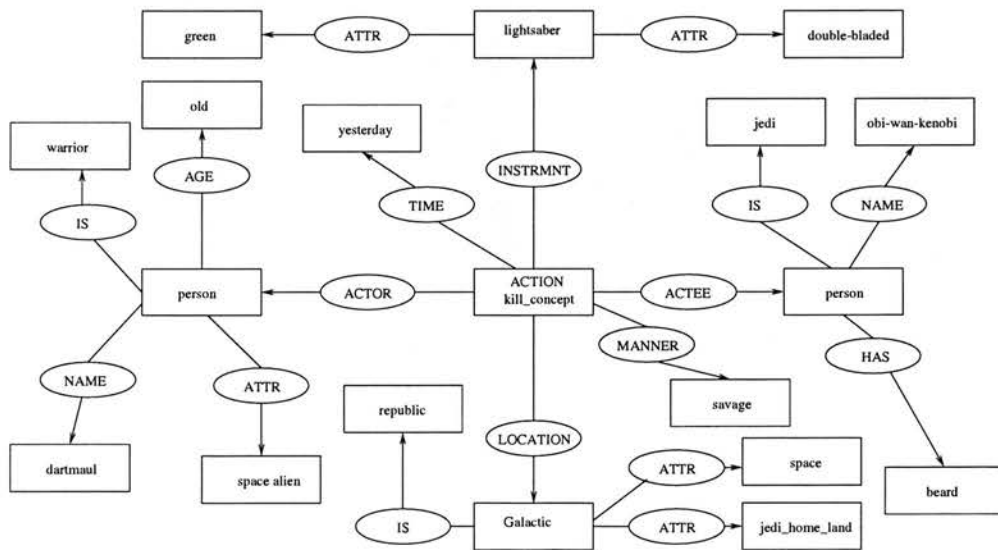 green
ATTR
lightsaber
ATTR
double-bladed
old
yesterday
jedi
obi-wan-kenobi
warrior
AGE
INSTRMNT
IS
TIME
IS
NAME
person
ACTOR
ACTION
kill_concept
ACTEE
person
MANNER
HAS
NAME
ATTR
republic
savage
LOCATION
dartmaul
space alien
ATTR
space
beard
IS
Galactic
ATTR
jedi_home_land